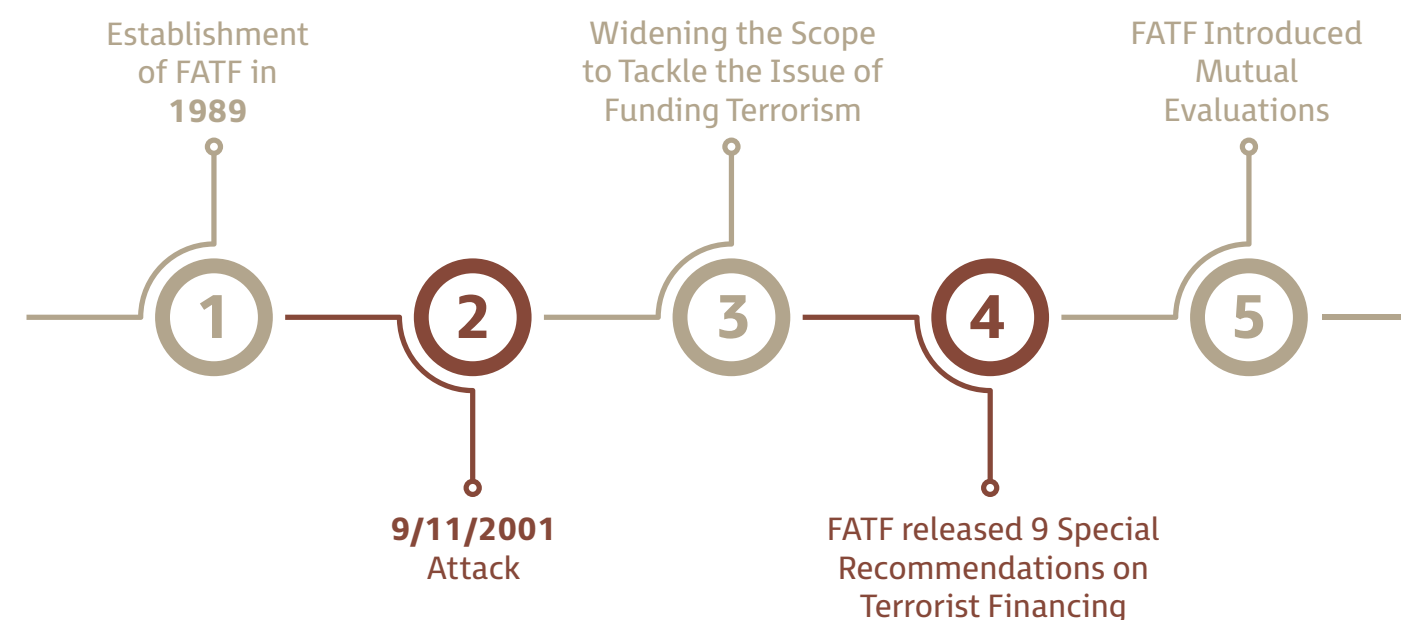 Establishment
of FATF in
1989
Widening the Scope
to Tackle the Issue of
Funding Terrorism
FATF Introduced
Mutual
Evaluations
1
2
3
4
5
9/11/2001
Attack
FATF released 9 Special
Recommendations on
Terrorist Financing